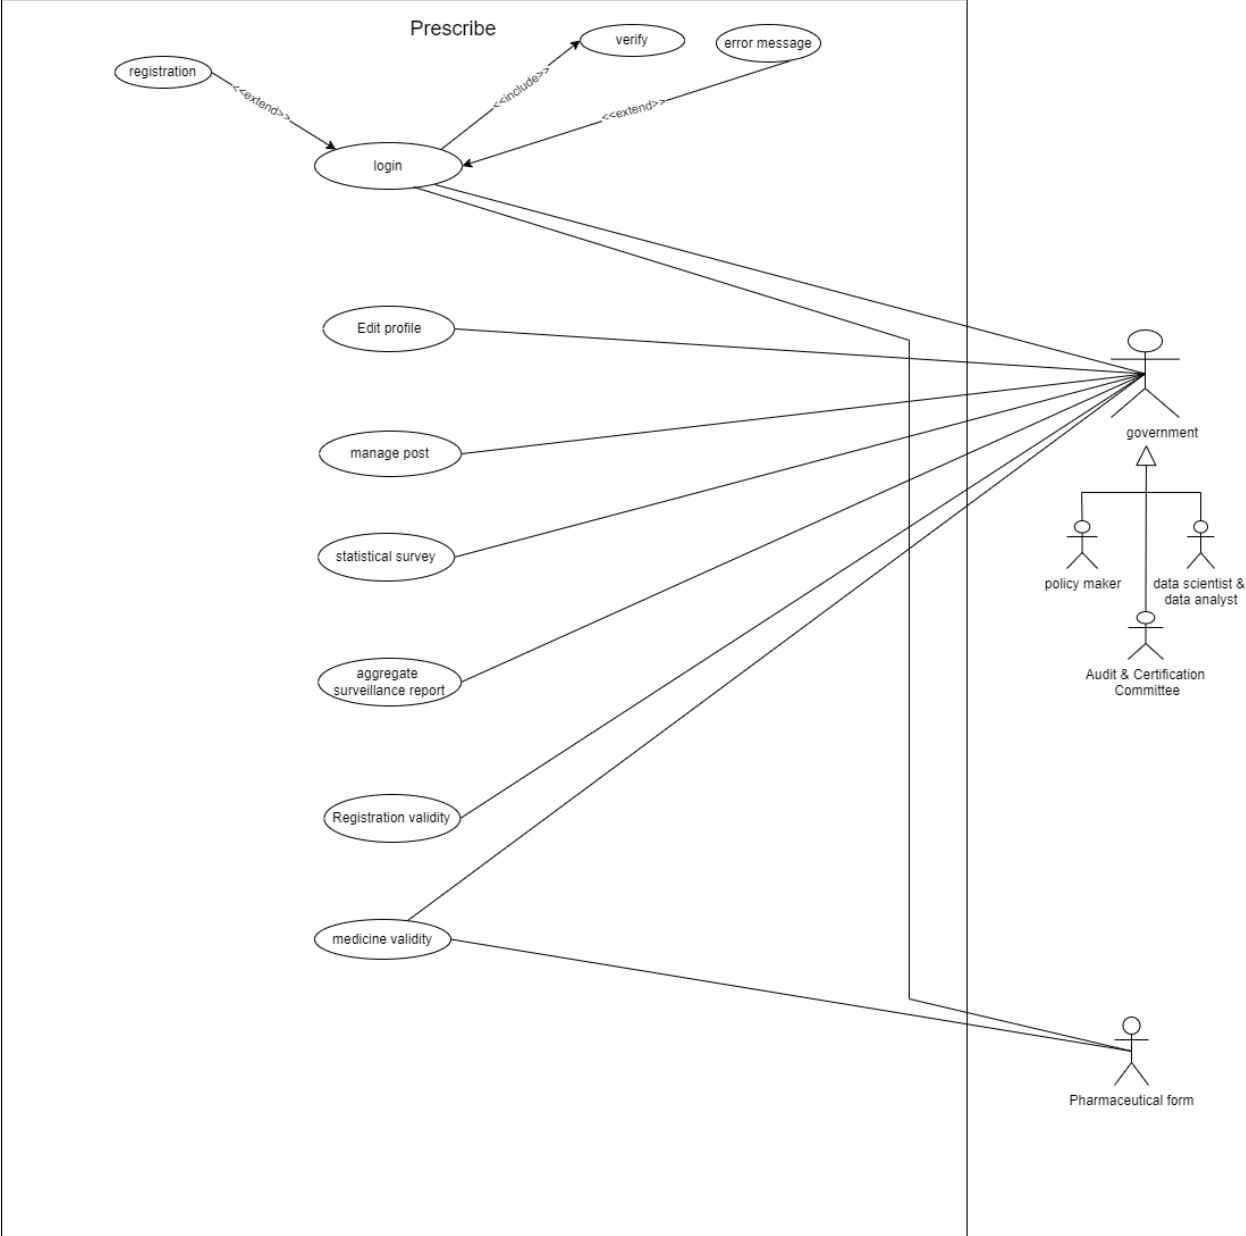 Prescribe
verify
error message
registration
<<extend>>
<<include>>
<<extend>>
login
Edit profile
government
manage post
statistical survey
policy maker
data scientist &
data analyst
aggregate
surveillance report
Audit & Certification
Committee
Registration validity
medicine validity
Pharmaceutical form